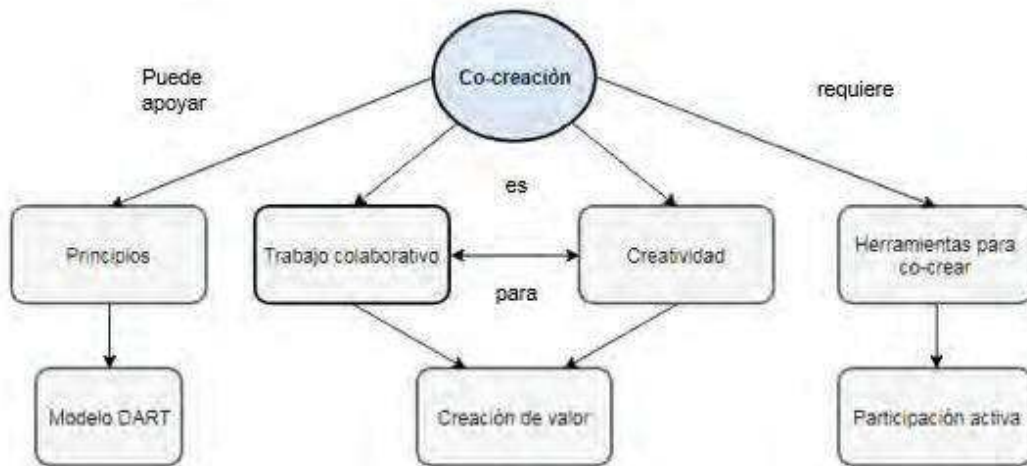 Co-creación
Puede
apoyar
requiere
es
Principios
Trabajo colaborativo
Creatividad
Herramientas para
co-crear
para
Modelo DART
Creación de valor
Participación activa